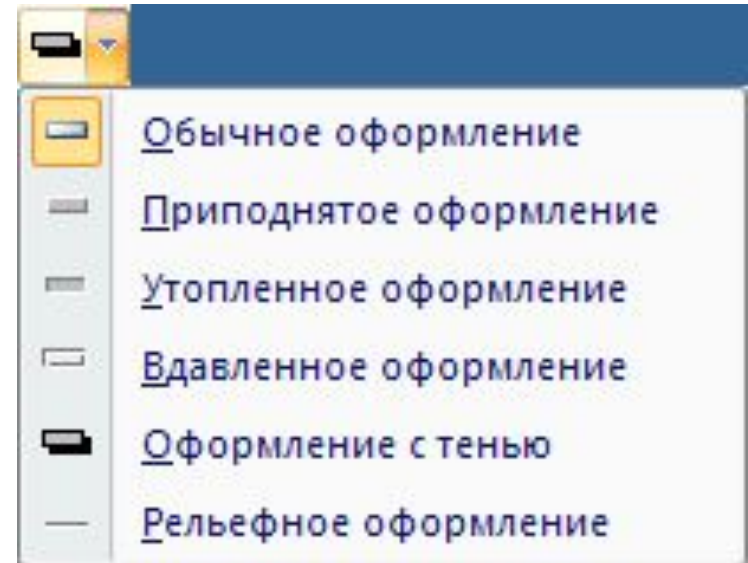 Обычное оформление
Приподнятое оформление
Утопленное оформление
Вдавленное оформление
Оформление с тенью
Рельефное оформление